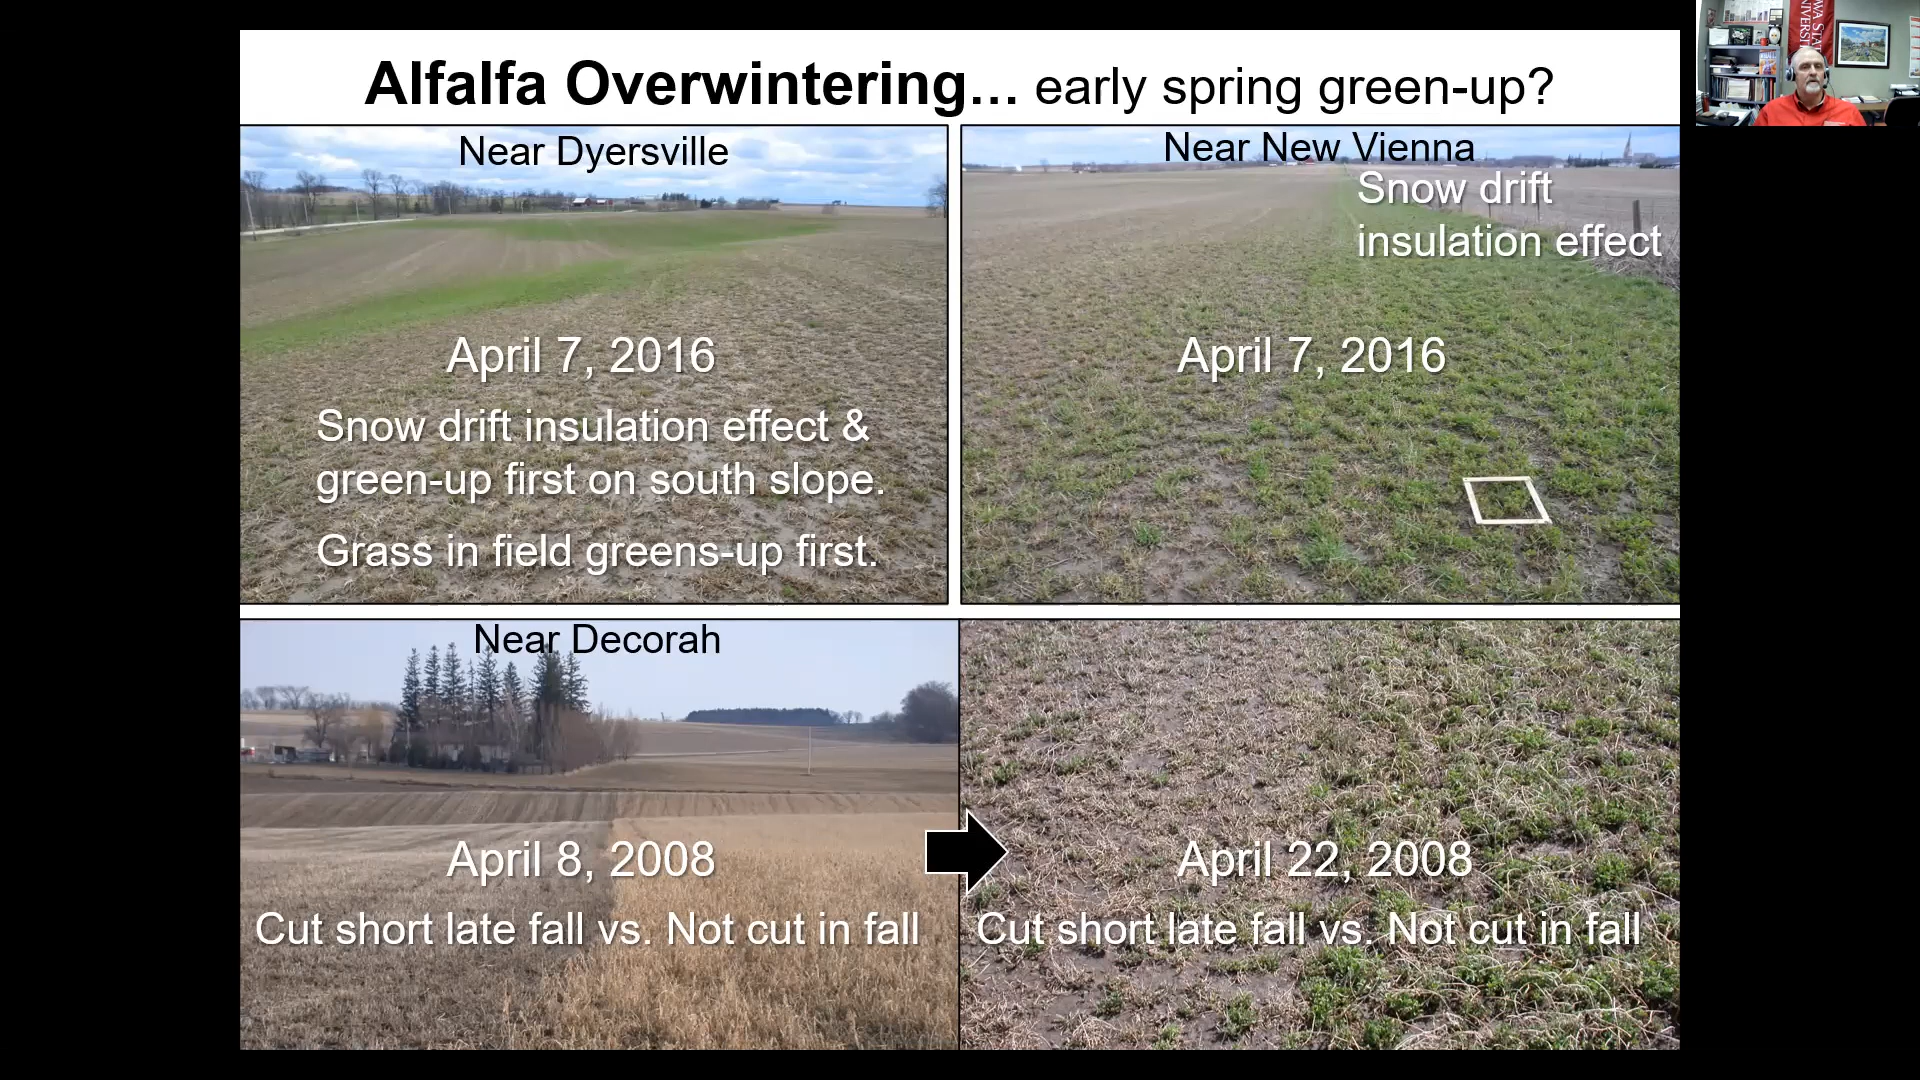 Alfalfa Overwintering... early spring green-up?
Near Dyersville
April 7, 2016
Snow drift insulation effect &
green-up first on south slope.
Grass in field greens-up first.
Near New Vienna
Snow drift
insulation effect
April 7, 2016
Near Decorah
April 8, 2008
Cut short late fall vs. Not cut in fall
April 22, 2008
Cut short late fall vs. Not cut in fall